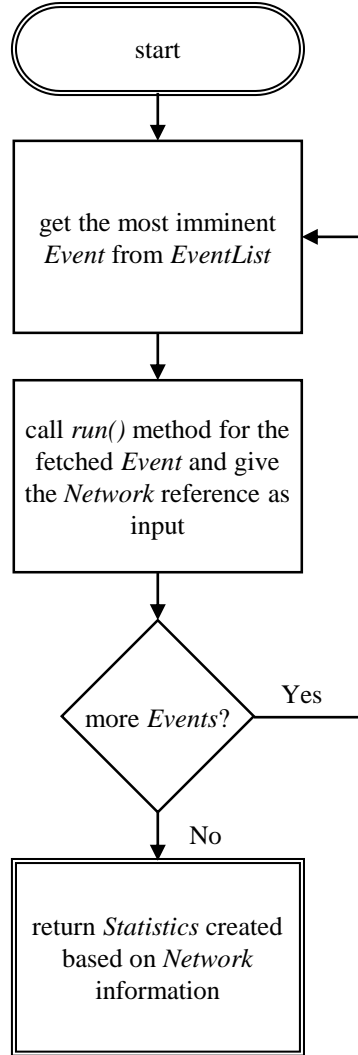 start
get the most imminent
Event from EventList
call run() method for the
fetched Event and give
the Network reference as
input
more Events?
Yes
No
return Statistics created
based on Network
information